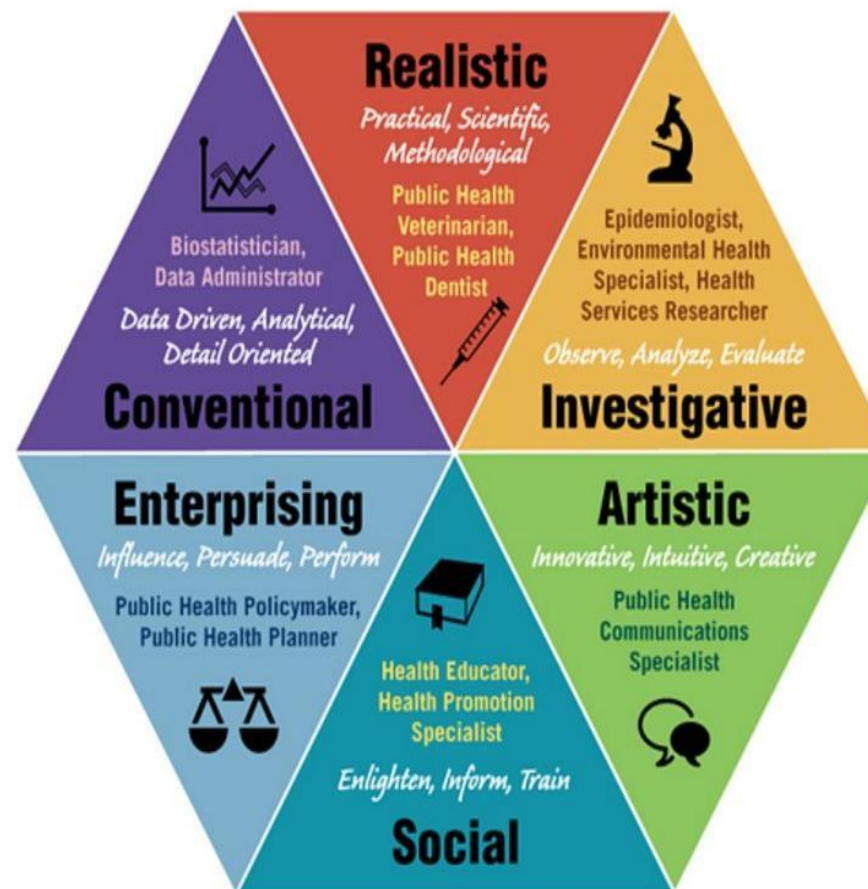 Realistic
Practical, Scientific,
Methodological
Public Health
Veterinarian,
Public Health
Dentist
Epidemiologist,
Environmental Health
Specialist, Health
Services Researcher
Observe, Analyze, Evaluate
Investigative
Biostatistician,
Data Administrator
Data Driven, Analytical,
Detail Oriented
Conventional
Enterprising
Influence, Persuade, Perform
Public Health Policymaker,
Public Health Planner
Health Educator,
Health Promotion
Specialist
Enlighten, Inform, Train
Social
Artistic
Innovative, Intuitive, Creative
Public Health
Communications
Specialist